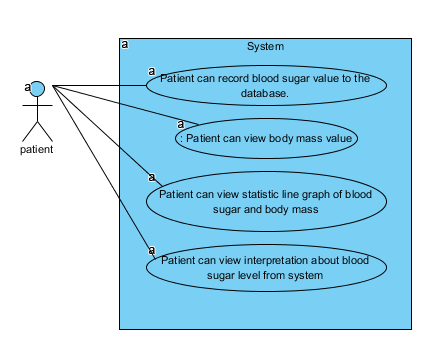 a
System
a
Patient can record blood sugar value to the
database.
a
patient
a
: Patient can view body mass value
a
Patient can view statistic line graph of blood
sugar and body mass
a
Patient can view interpretation about blood
sugar level from system